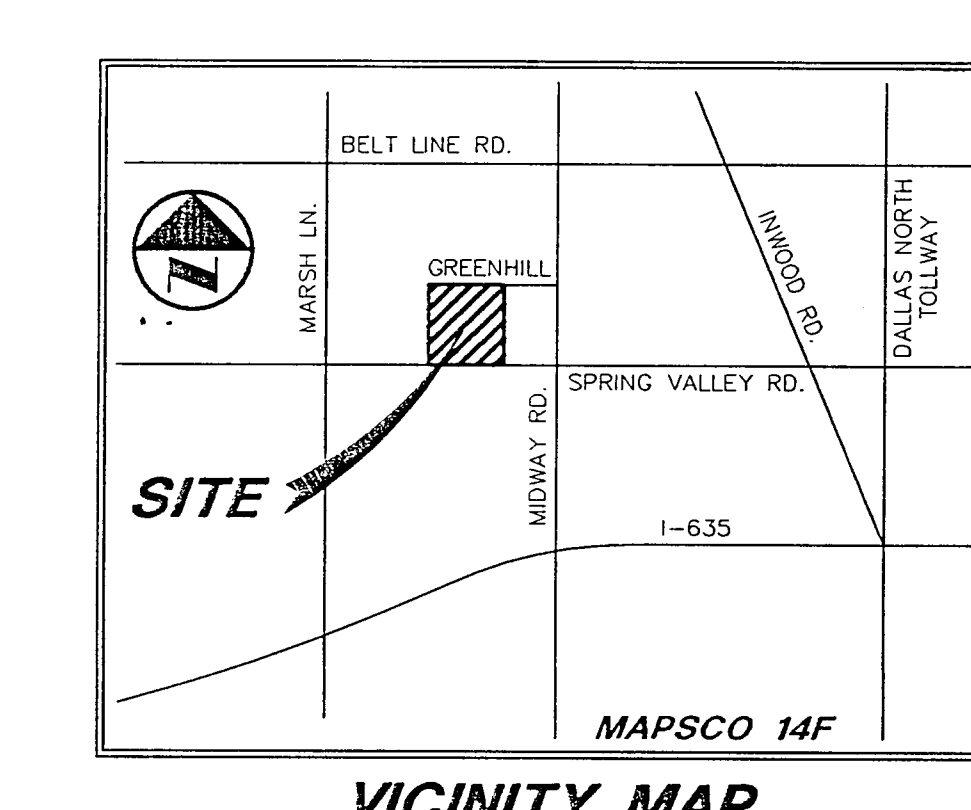 BELT LINE RD.
MARSH LN.
N
GREENHILL
INWOOD RD.
DALLAS NORTH
TOLLWAY
SPRING VALLEY RD.
MIDWAY RD.
SITE
I-635
MAPSCO 14F
VICINITY MAP